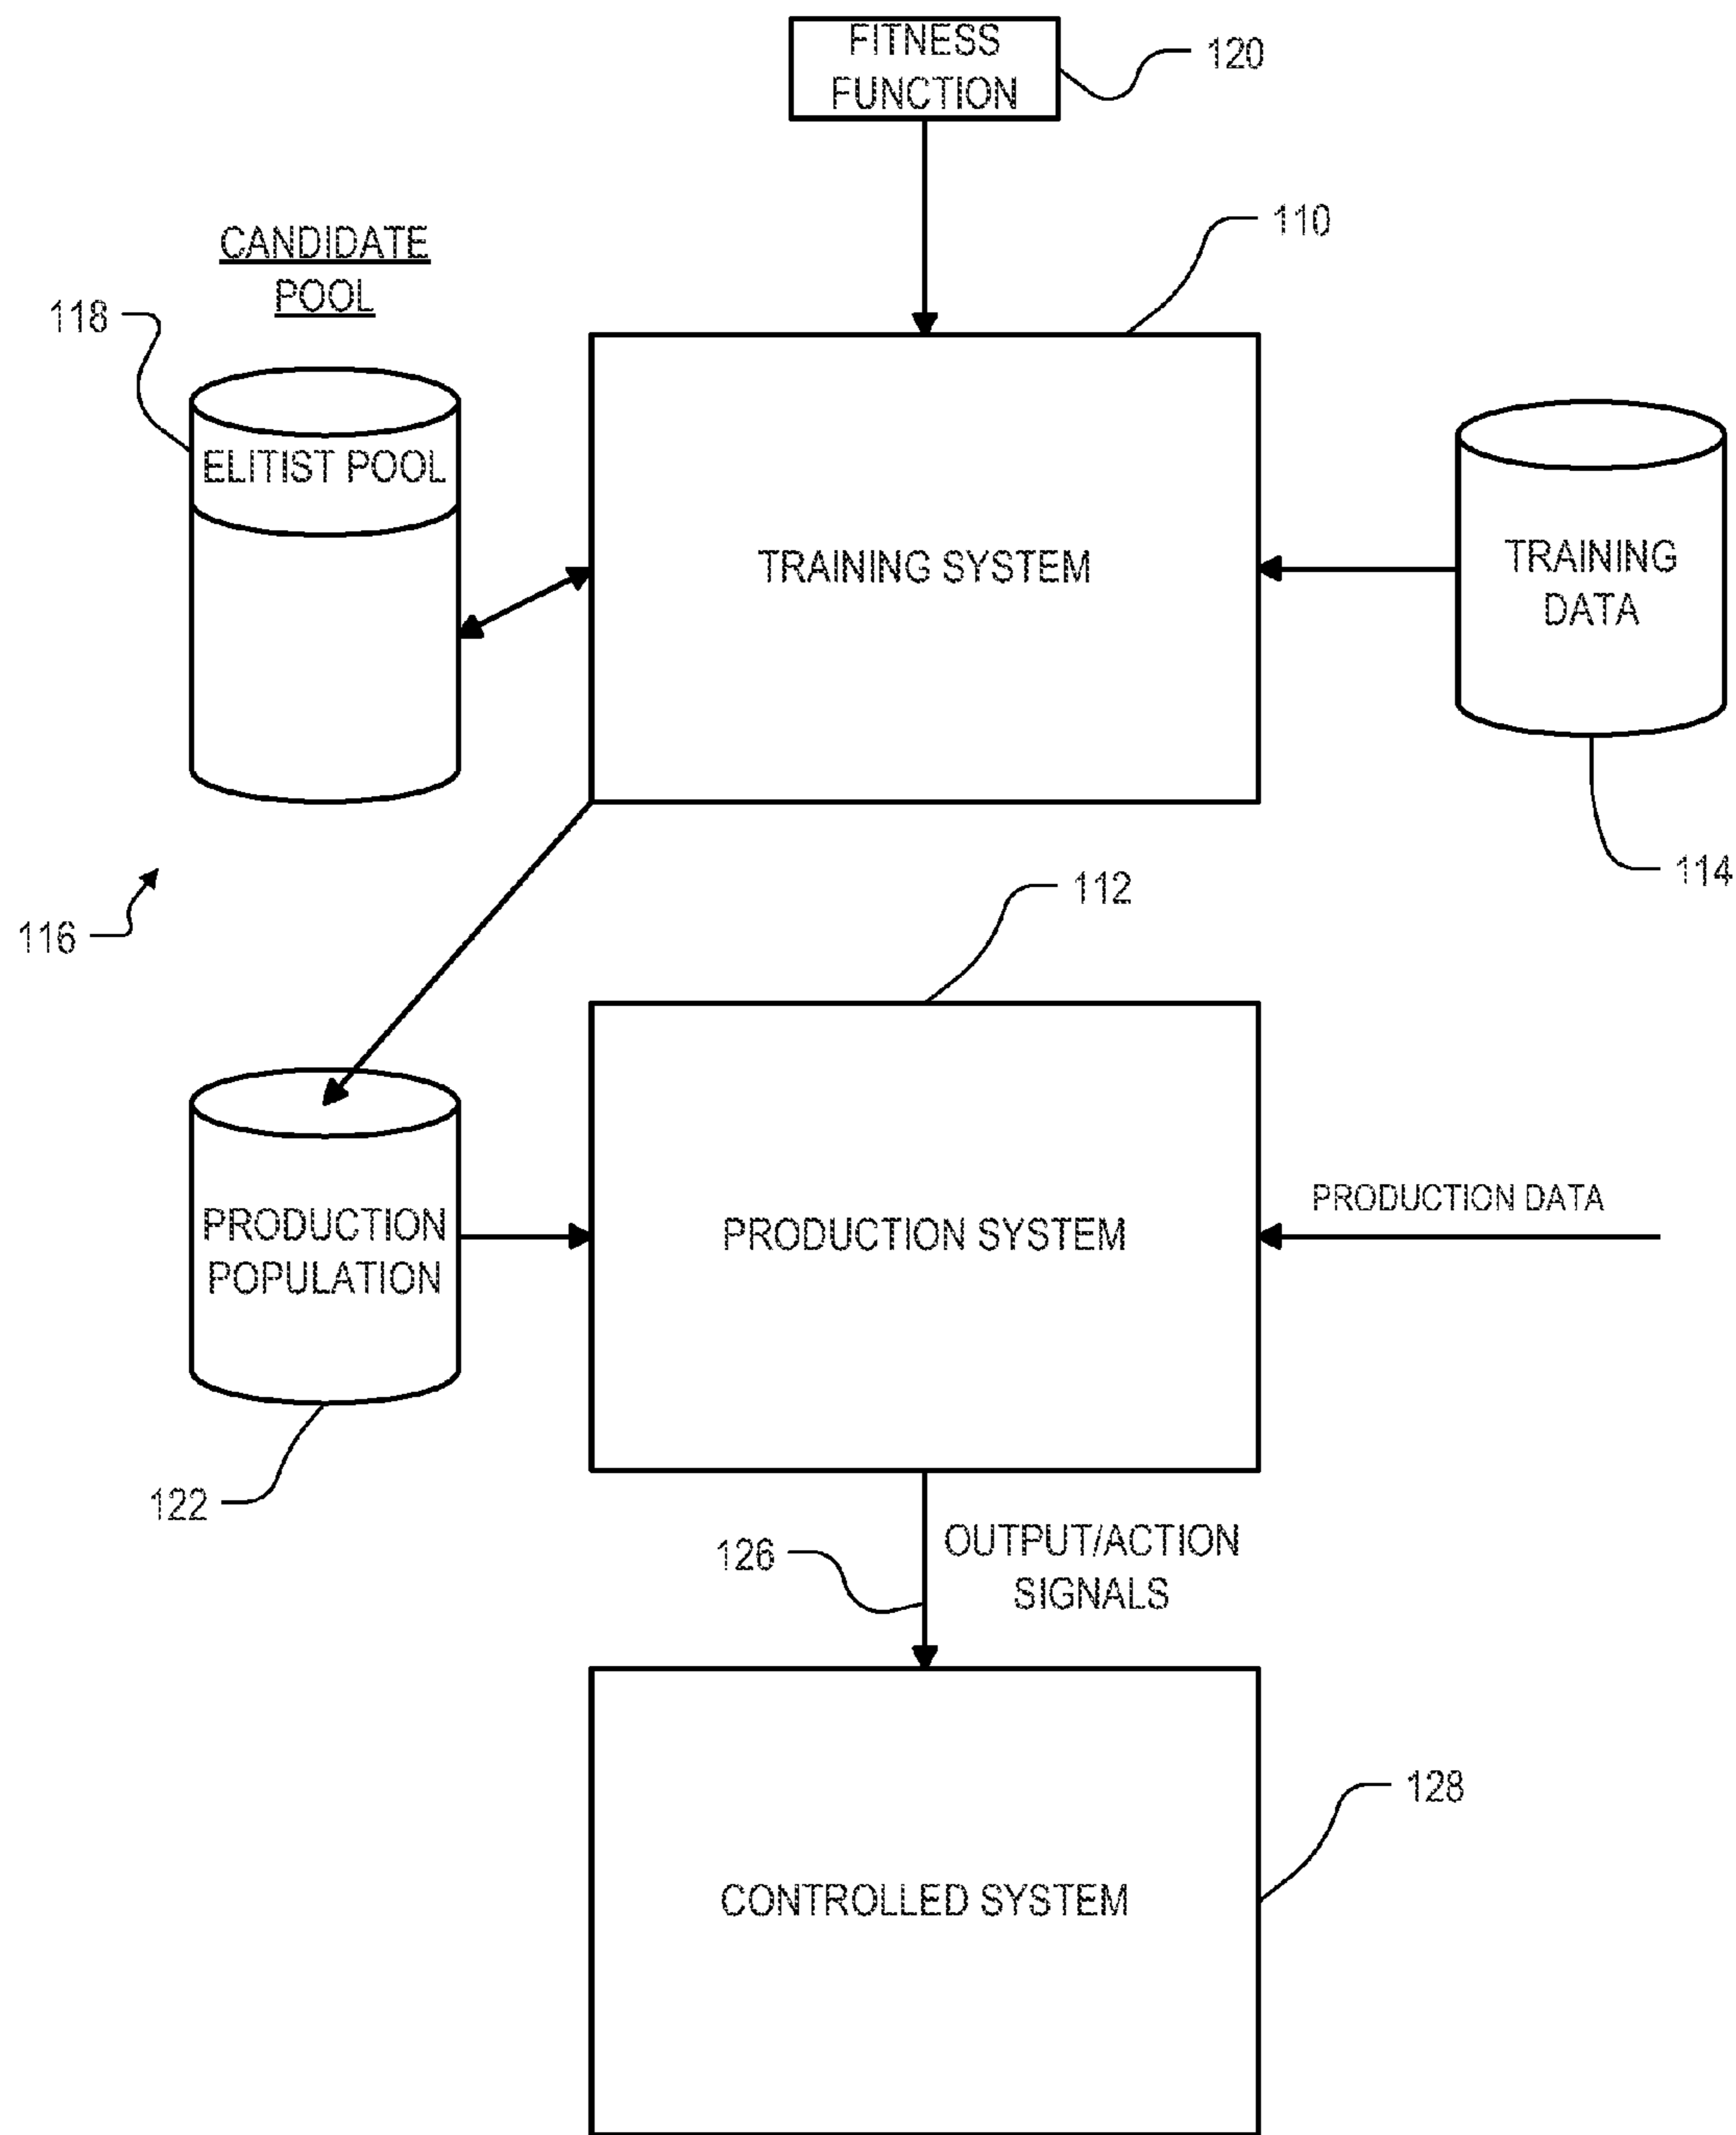 FITNESS
FUNCTION
120
110
CANDIDATE
POOL
118
ELITIST POOL
TRAINING SYSTEM
TRAINING
DATA
114
116
112
PRODUCTION
POPULATION
PRODUCTION SYSTEM
PRODUCTION DATA
122
126
OUTPUT/ACTION
SIGNALS
128
CONTROLLED SYSTEM